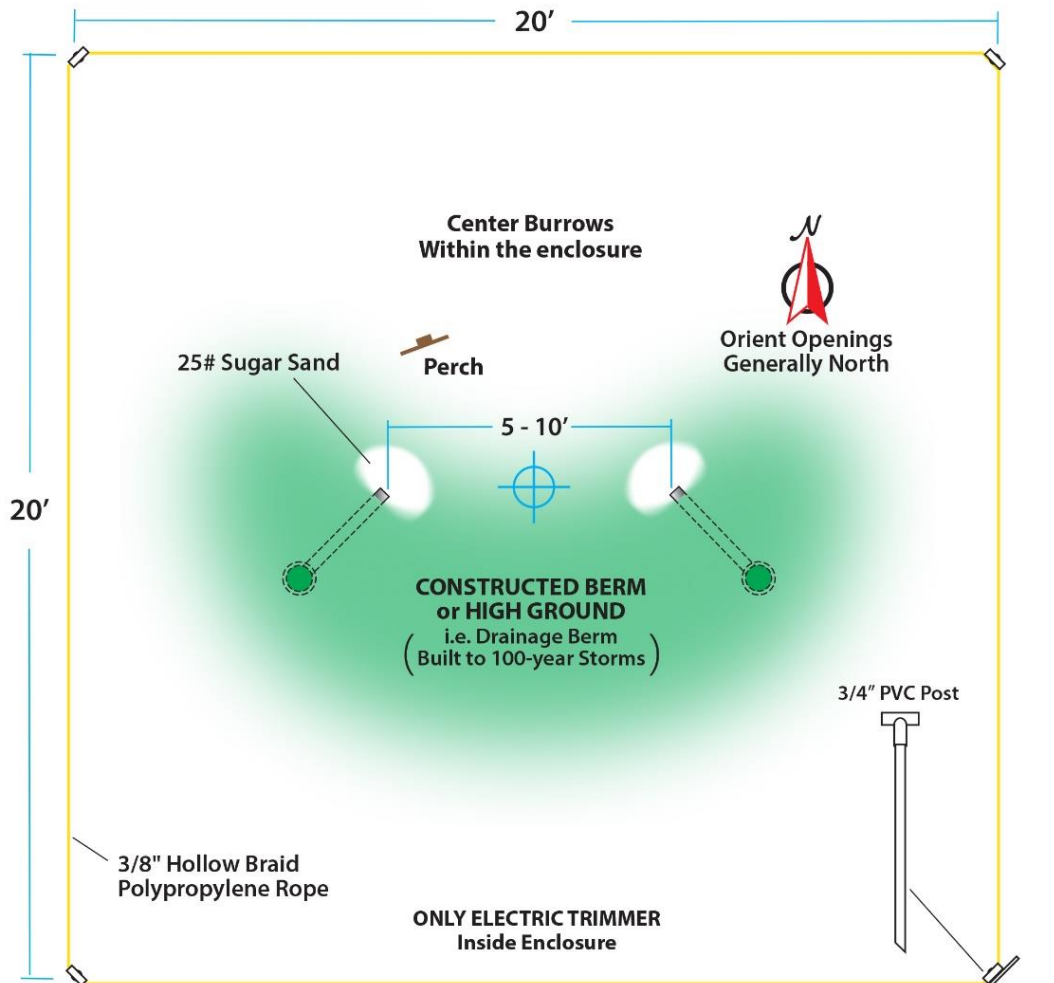 20’
Center Burrows
Within the enclosure
N
Orient Openings
Generally North
25# Sugar Sand
Perch
5 - 10’
20’
CONSTRUCTED BERM
or HIGH GROUND
( i.e. Drainage Berm
Built to 100-year Storms )
3/4” PVC Post
3/8" Hollow Braid
Polypropylene Rope
ONLY ELECTRIC TRIMMER
Inside Enclosure